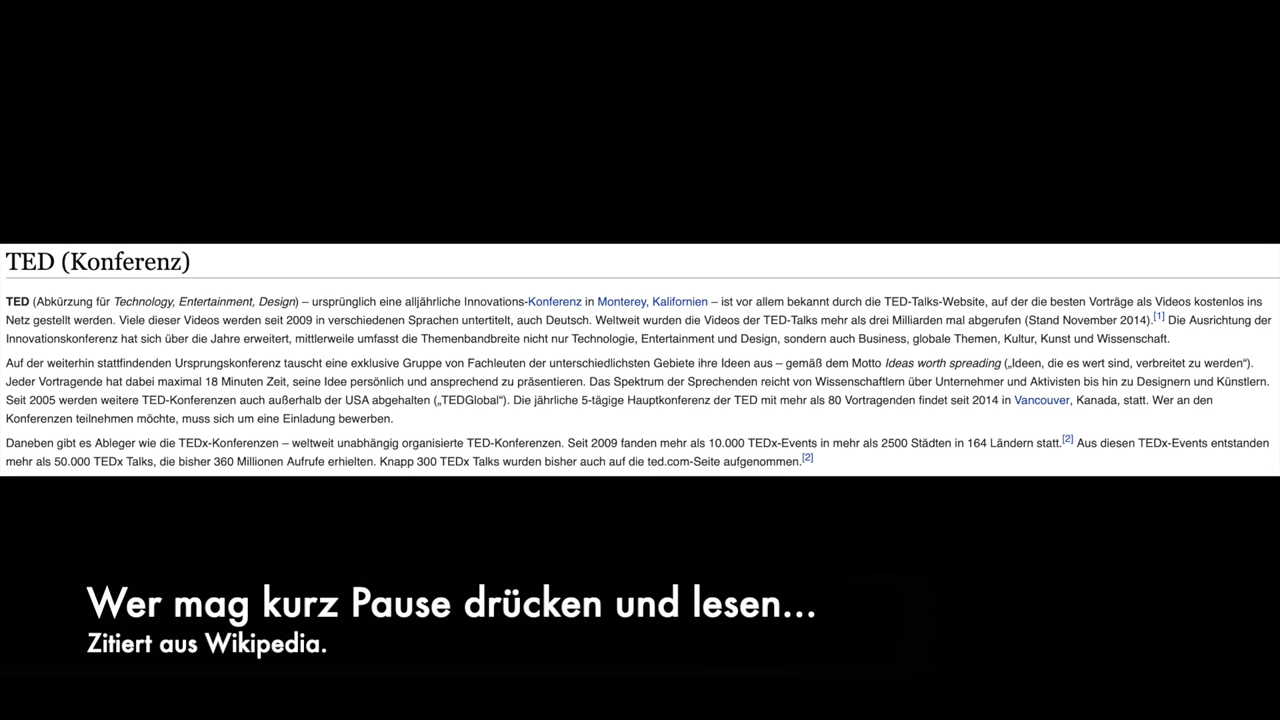 TED (Konferenz)
TED (Abkürzung für Technology, Entertainment, Design) – ursprünglich eine alljährliche Innovations-Konferenz in Monterey, Kalifornien – ist vor allem bekannt durch die TED-Talks-Website, auf der die besten Vorträge als Videos kostenlos ins
Netz gestellt werden. Viele dieser Videos werden seit 2009 in verschiedenen Sprachen untertitelt, auch Deutsch. Weltweit wurden die Videos der TED-Talks mehr als drei Milliarden mal abgerufen (Stand November 2014).[1] Die Ausrichtung der
Innovationskonferenz hat sich über die Jahre erweitert, mittlerweile umfasst die Themenbandbreite nicht nur Technologie, Entertainment und Design, sondern auch Business, globale Themen, Kultur, Kunst und Wissenschaft.
Auf der weiterhin stattfindenden Ursprungskonferenz tauscht eine exklusive Gruppe von Fachleuten der unterschiedlichsten Gebiete ihre Ideen aus – gemäß dem Motto Ideas worth spreading („Ideen, die es wert sind, verbreitet zu werden“).
Jeder Vortragende hat dabei maximal 18 Minuten Zeit, seine Idee persönlich und ansprechend zu präsentieren. Das Spektrum der Sprechenden reicht von Wissenschaftlern über Unternehmer und Aktivisten bis hin zu Designern und Künstlern.
Seit 2005 werden weitere TED-Konferenzen auch außerhalb der USA abgehalten („TEDGlobal“). Die jährliche 5-tägige Hauptkonferenz der TED mit mehr als 80 Vortragenden findet seit 2014 in Vancouver, Kanada, statt. Wer an den
Konferenzen teilnehmen möchte, muss sich um eine Einladung bewerben.
Daneben gibt es Ableger wie die TEDx-Konferenzen – weltweit unabhängig organisierte TED-Konferenzen. Seit 2009 fanden mehr als 10.000 TEDx-Events in mehr als 2500 Städten in 164 Ländern statt.[2] Aus diesen TEDx-Events entstanden
mehr als 50.000 TEDx Talks, die bisher 360 Millionen Aufrufe erhielten. Knapp 300 TEDx Talks wurden bisher auch auf die ted.com-Seite aufgenommen.[2]
Wer mag kurz Pause drücken und lesen...
Zitiert aus Wikipedia.